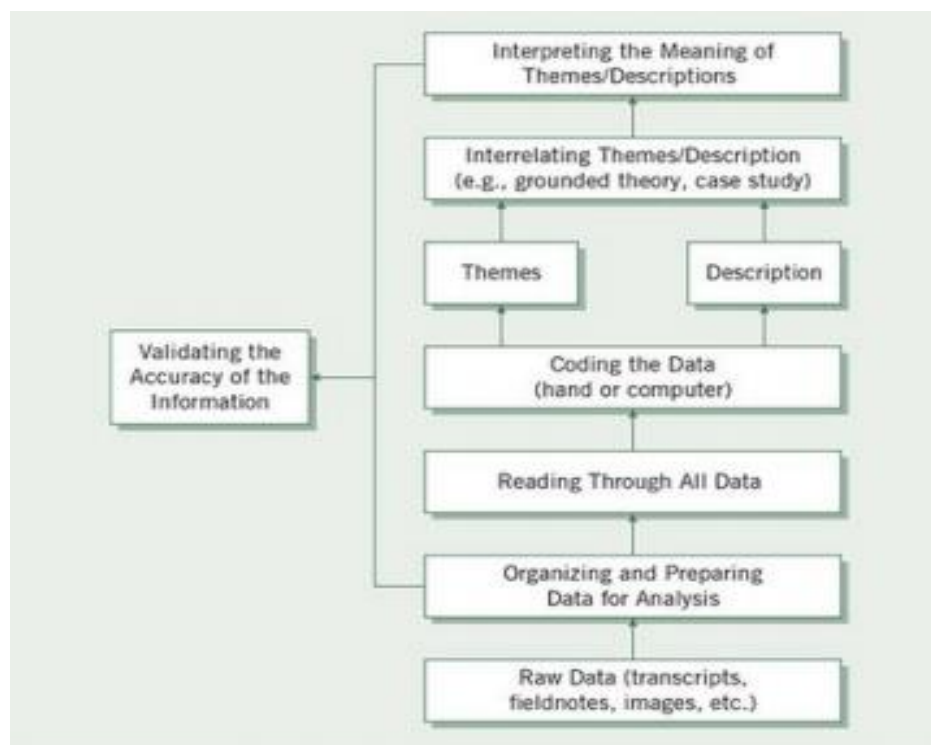 Interpreting the Meaning of
Themes/Descriptions
Interrelating Themes/Description
(e.g., grounded theory, case study)
Themes
Description
Validating the
Accuracy of the
Information
Coding the Data
(hand or computer)
Reading Through All Data
Organizing and Preparing
Data for Analysis
Raw Data (transcripts,
fieldnotes, images, etc.)